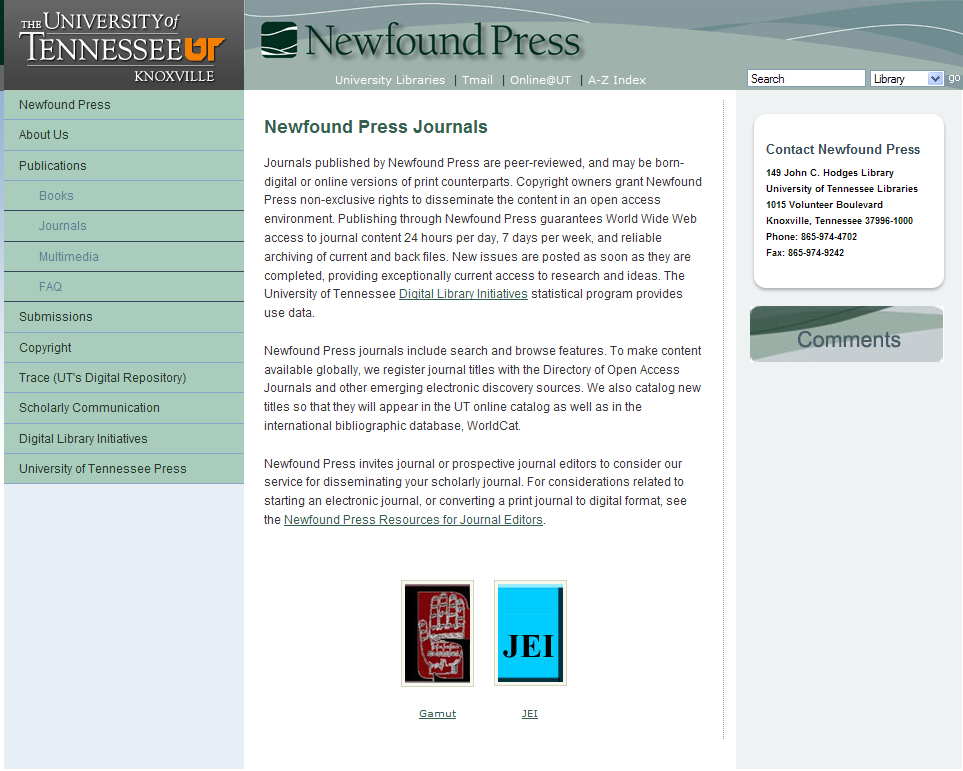 THE UNIVERSITY of
TENNESSEE UT
KNOXVILLE
Newfound Press
University Libraries | Tmail | Online@UT | A-Z Index
Search
Library
go
Newfound Press
About Us
Publications
Books
Journals
Multimedia
FAQ
Submissions
Copyright
Trace (UT's Digital Repository)
Scholarly Communication
Digital Library Initiatives
University of Tennessee Press
Newfound Press Journals
Journals published by Newfound Press are peer-reviewed, and may be born-
digital or online versions of print counterparts. Copyright owners grant Newfound
Press non-exclusive rights to disseminate the content in an open access
environment. Publishing through Newfound Press guarantees World Wide Web
access to journal content 24 hours per day, 7 days per week, and reliable
archiving of current and back files. New issues are posted as soon as they are
completed, providing exceptionally current access to research and ideas. The
University of Tennessee Digital Library Initiatives statistical program provides
use data.
Newfound Press journals include search and browse features. To make content
available globally, we register journal titles with the Directory of Open Access
Journals and other emerging electronic discovery sources. We also catalog new
titles so that they will appear in the UT online catalog as well as in the
international bibliographic database, WorldCat.
Newfound Press invites journal or prospective journal editors to consider our
service for disseminating your scholarly journal. For considerations related to
starting an electronic journal, or converting a print journal to digital format, see
the Newfound Press Resources for Journal Editors.
JEI
Gamut
JEI
Contact Newfound Press
149 John C. Hodges Library
University of Tennessee Libraries
1015 Volunteer Boulevard
Knoxville, Tennessee 37996-1000
Phone: 865-974-4702
Fax: 865-974-9242
Comments